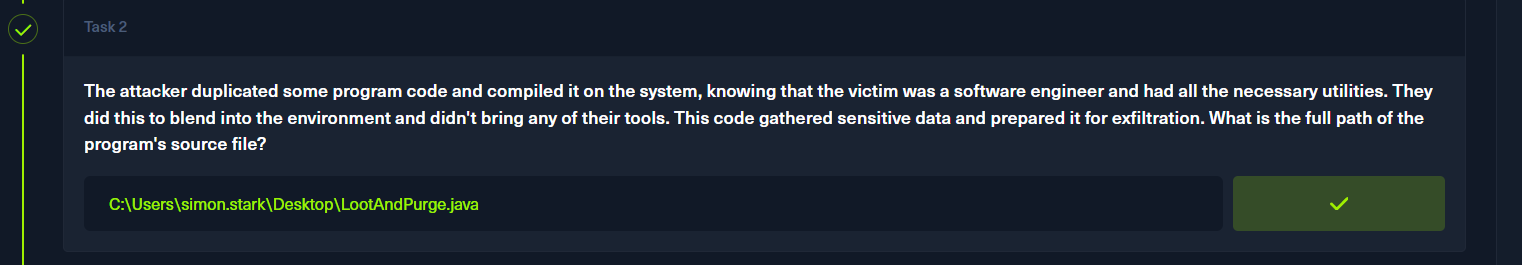 Task 2
The attacker duplicated some program code and compiled it on the system, knowing that the victim was a software engineer and had all the necessary utilities. They
did this to blend into the environment and didn't bring any of their tools. This code gathered sensitive data and prepared it for exfiltration. What is the full path of the
program's source file?
C:\Users\simon.stark\Desktop\LootAndPurge.java